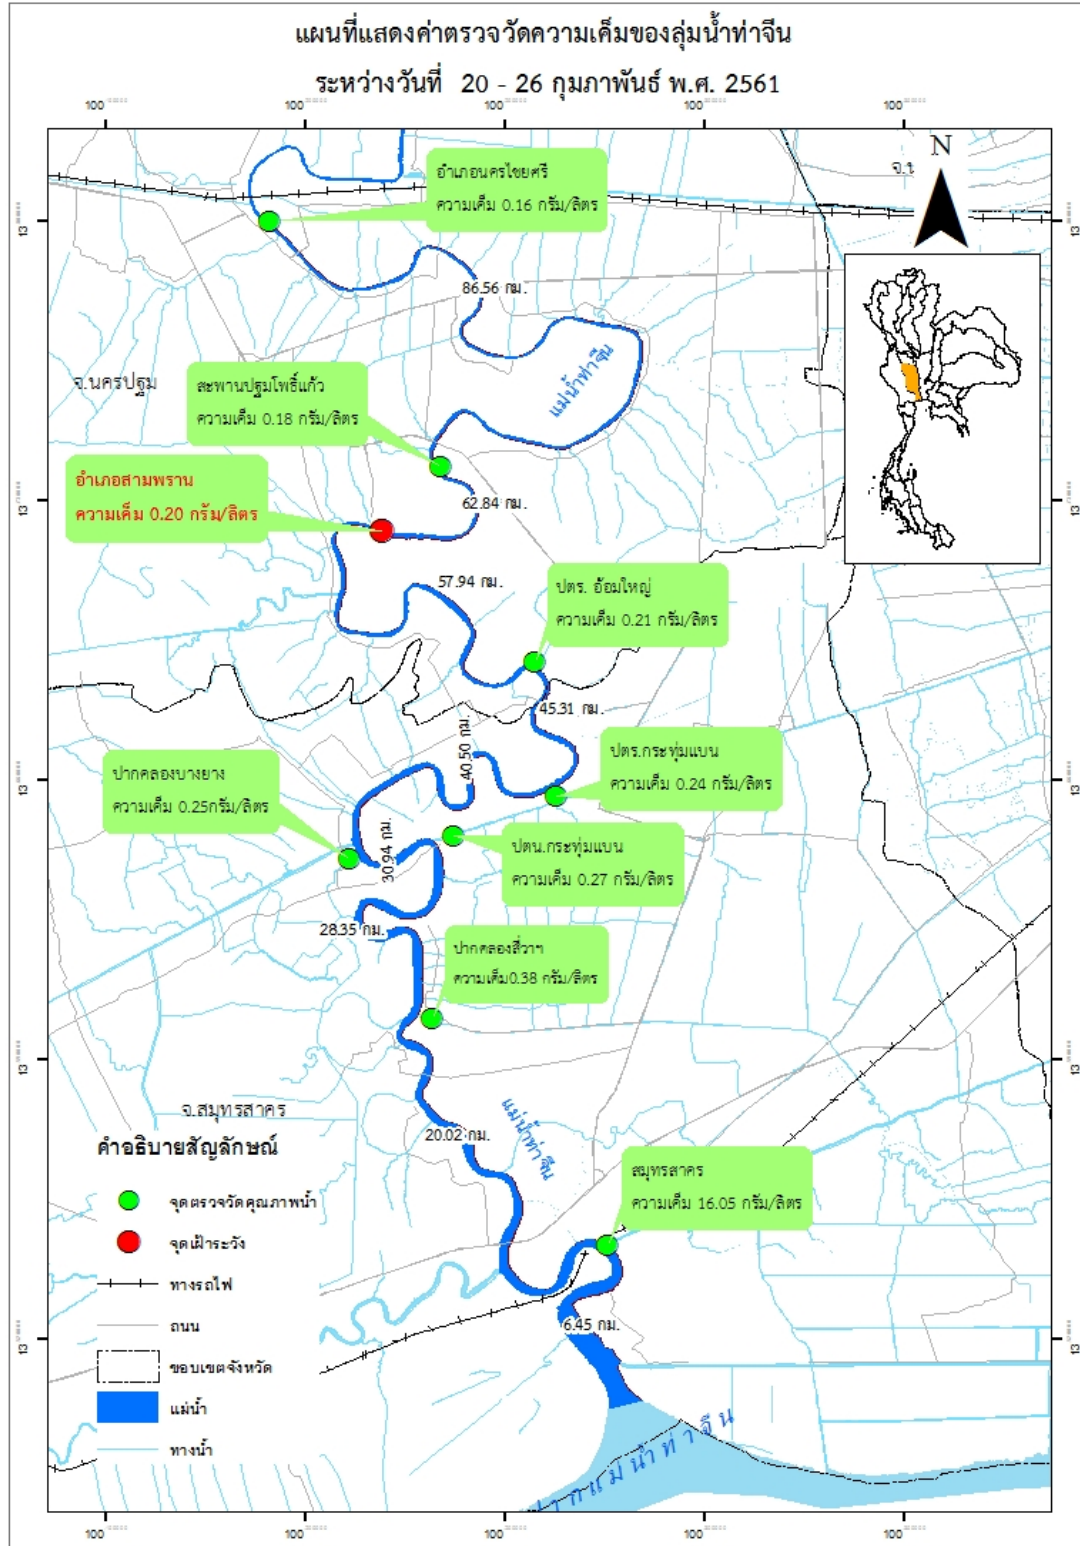 แผนที่แสดงค่าตรวจวัดความเค็มของลุ่มน้ำท่าจีน
ระหว่างวันที่ 20 - 26 กุมภาพันธ์ พ.ศ. 2561
N
อำเภอนครไชยศรี
ความเค็ม 0.16 กรัม/ลิตร
86.56 กม.
แม่น้ำท่าจีน
จ.นครปฐม
สะพานปฐมโพธิ์แก้ว
ความเค็ม 0.18 กรัม/ลิตร
อำเภอสามพราน
ความเค็ม 0.20 กรัม/ลิตร
62.84 กม.
57.94 กม.
ปตร. อ้อมใหญ่
ความเค็ม 0.21 กรัม/ลิตร
45.31 กม.
40.50 กม.
ปตร.กระทุ่มแบน
ความเค็ม 0.24 กรัม/ลิตร
ปากคลองบางยาง
ความเค็ม 0.25กรัม/ลิตร
30.94 กม.
ปตน.กระทุ่มแบน
ความเค็ม 0.27 กรัม/ลิตร
28.35 กม.
ปากคลองสี่วาฯ
ความเค็ม0.38 กรัม/ลิตร
จ.สมุทรสาคร
20.02 กม.
แม่น้ำท่าจีน
สมุทรสาคร
ความเค็ม 16.05 กรัม/ลิตร
6.45 กม.
คำอธิบายสัญลักษณ์
จุดตรวจวัดคุณภาพน้ำ
จุดเฝ้าระวัง
ทางรถไฟ
ถนน
ขอบเขตจังหวัด
แม่น้ำ
ทางน้ำ
ปากแม่น้ำท่าจีน